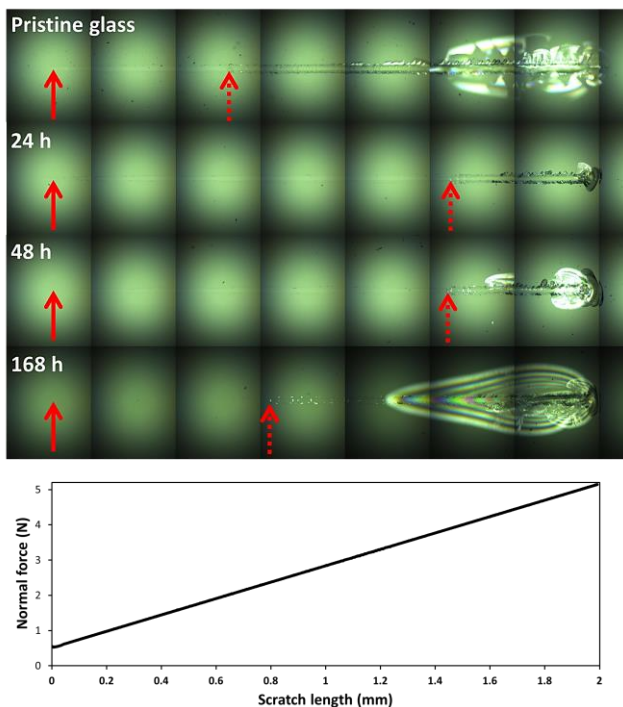 Pristine glass
24 h
48 h
168 h
Normal force (N)
5
4
3
2
1
0
0 0.2 0.4 0.6 0.8 1 1.2 1.4 1.6 1.8 2
Scratch length (mm)